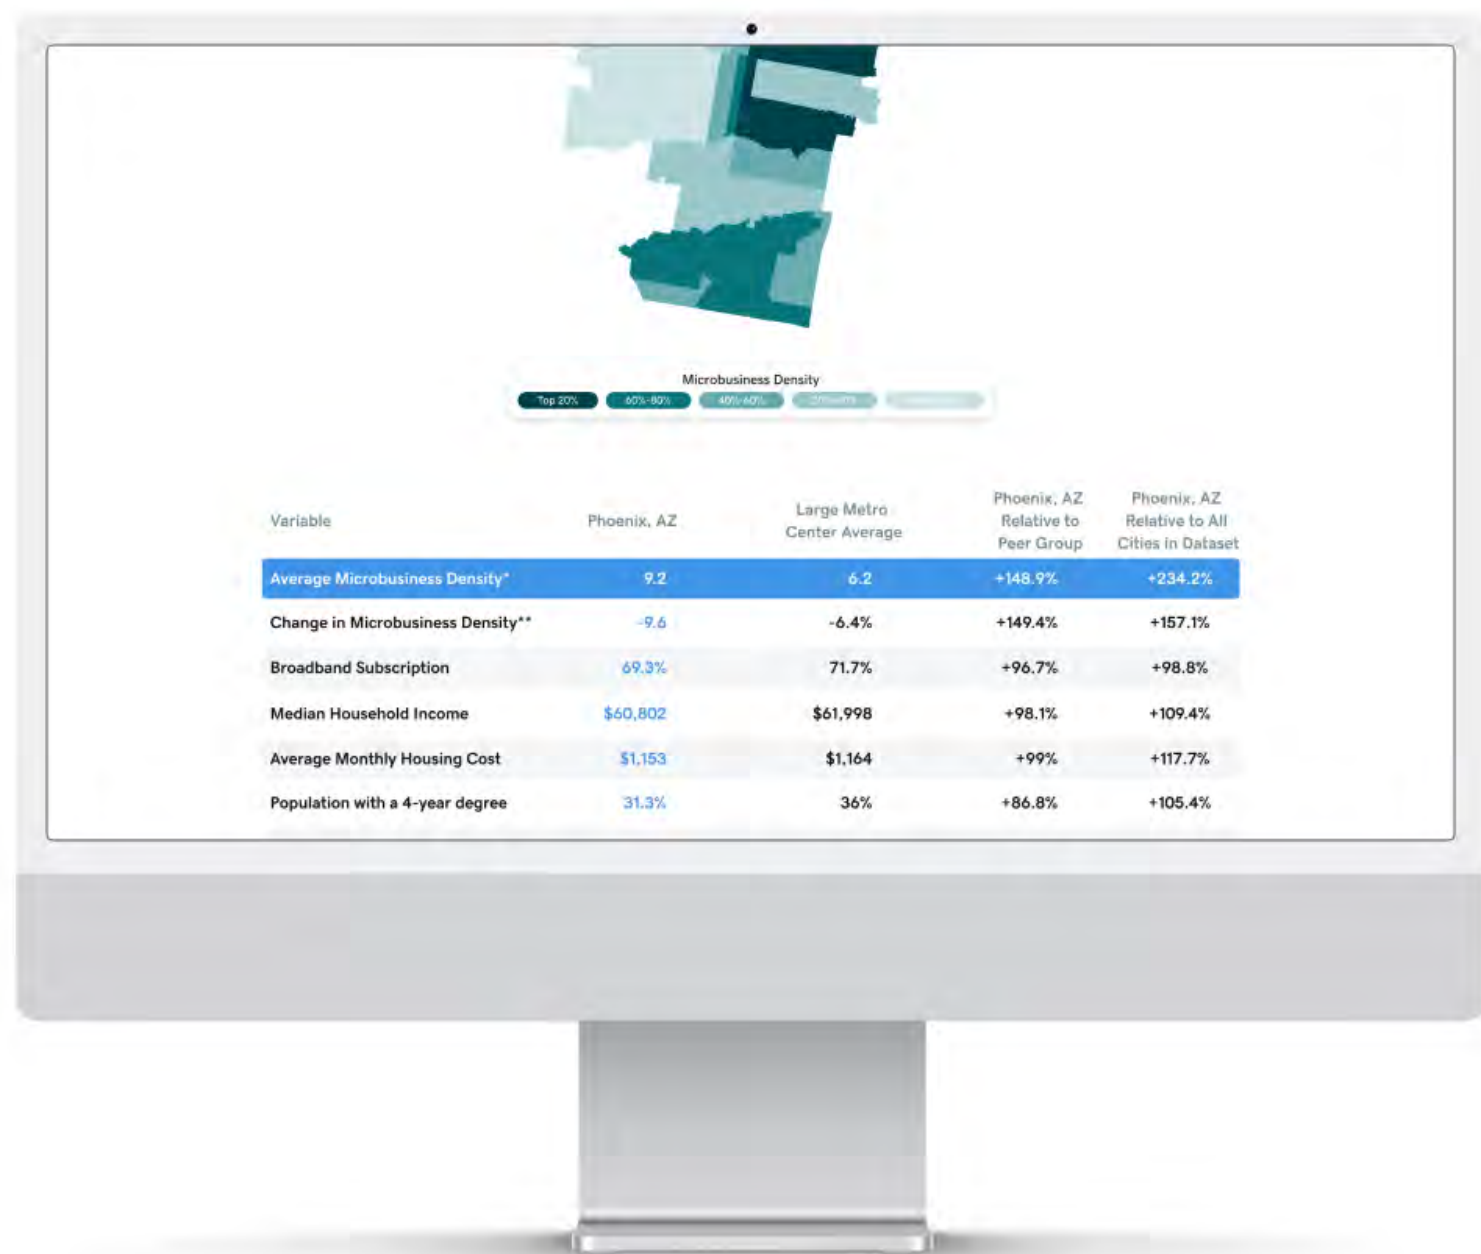 Microbusiness Density
Top 20% 60%-80% 40%-60%
Variable Phoenix, AZ Large Metro Center Average Phoenix, AZ Relative to Peer Group Phoenix, AZ Relative to All Cities in Dataset
Average Microbusiness Density* 9.2 6.2 +148.9% +234.2%
Change in Microbusiness Density** -9.6 -6.4% +149.4% +157.1%
Broadband Subscription 69.3% 71.7% +96.7% +98.8%
Median Household Income $60,802 $61,998 +98.1% +109.4%
Average Monthly Housing Cost $1,153 $1,164 +99% +117.7%
Population with a 4-year degree 31.3% 36% +86.8% +105.4%